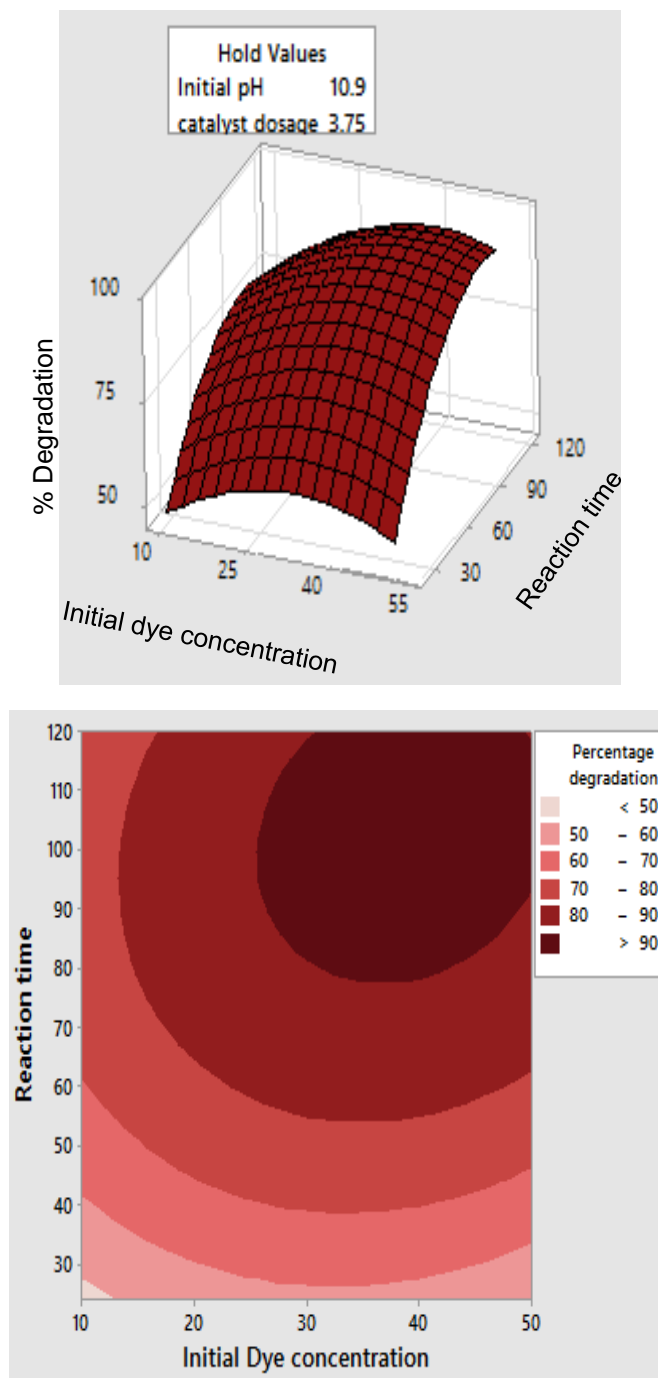 Hold Values
Initial pH 10.9
catalyst dosage 3.75
100
75
50
% Degradation
10
25
40
55
Initial dye concentration
30
60
90
120
Reaction time
120
110
100
90
80
70
60
50
40
30
Reaction time
10 20 30 40 50
Initial Dye concentration
Percentage
degradation
< 50
50 – 60
60 – 70
70 – 80
80 – 90
> 90